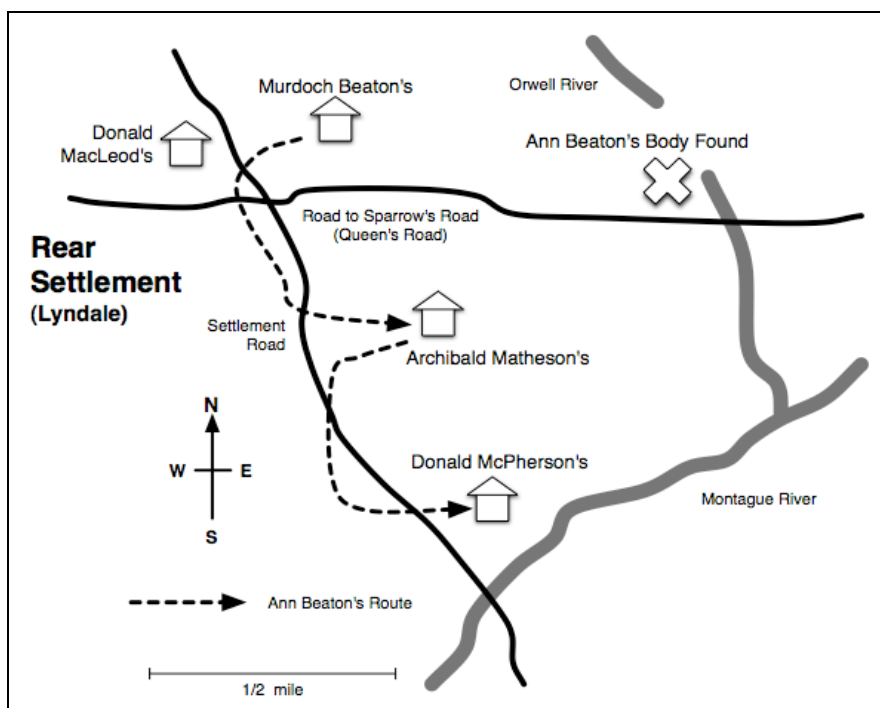 Murdoch Beaton's
Orwell River
Donald
MacLeod's
Ann Beaton's Body Found
Road to Sparrow's Road
(Queen's Road)
Rear
Settlement
(Lyndale)
Settlement
Road
Archibald Matheson's
N
W
E
S
Donald McPherson's
Montague River
Ann Beaton's Route
1/2 mile